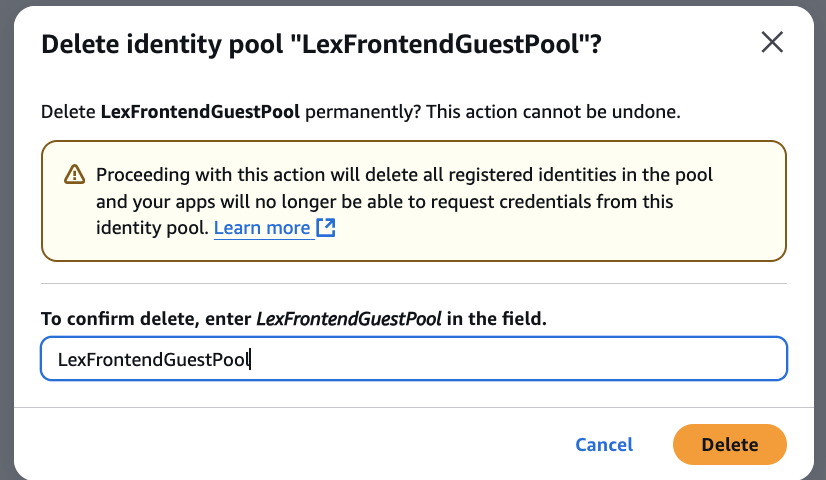 Delete identity pool "LexFrontendGuestPool"?
Delete LexFrontendGuestPool permanently? This action cannot be undone.
Proceeding with this action will delete all registered identities in the pool
and your apps will no longer be able to request credentials from this
identity pool. Learn more
To confirm delete, enter LexFrontendGuestPool in the field.
LexFrontendGuestPool
Cancel Delete